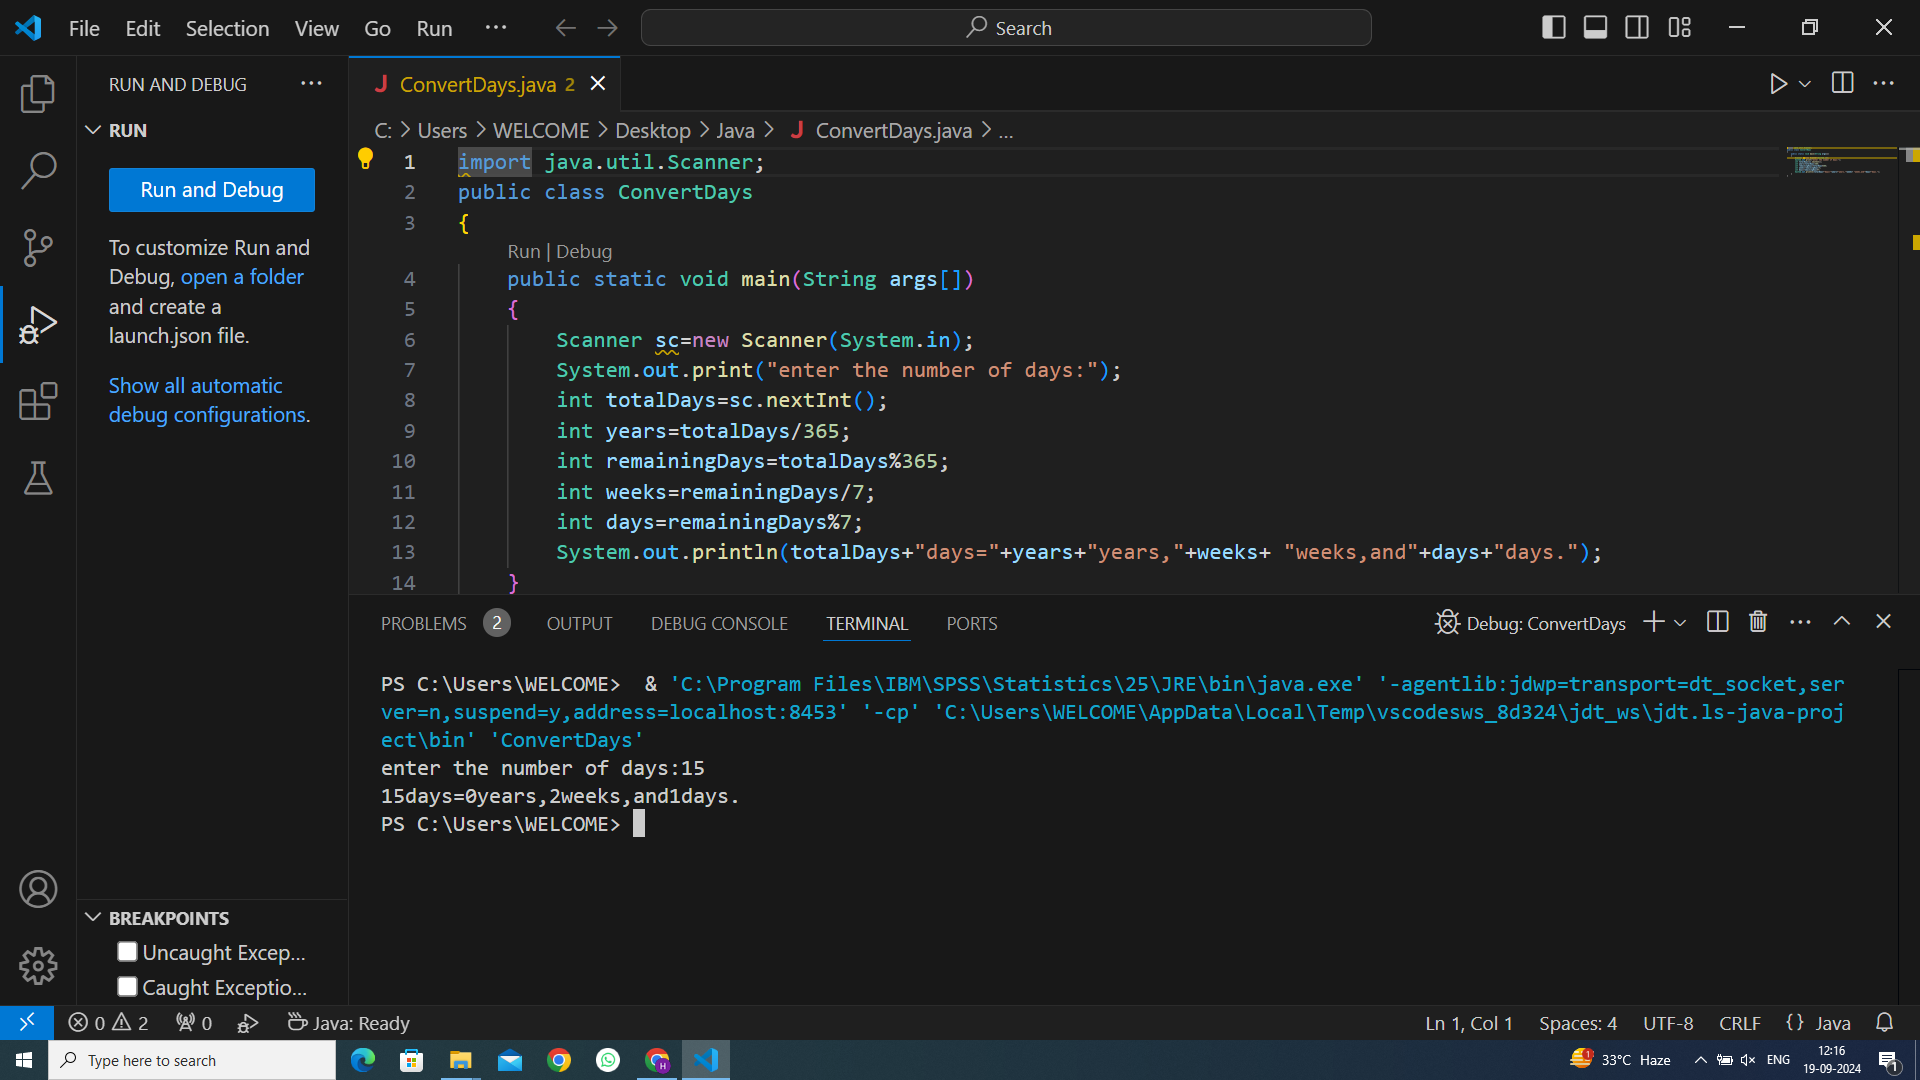 File Edit Selection View Go Run ··· Search
RUN AND DEBUG ···
RUN
Run and Debug
To customize Run and
Debug, open a folder
and create a
launch.json file.
Show all automatic
debug configurations.
BREAKPOINTS
Uncaught Excep...
Caught Exceptio...
J ConvertDays.java 2
C: > Users > WELCOME > Desktop > Java > J ConvertDays.java > ...
1 import java.util.Scanner;
2 public class ConvertDays
3 {
Run | Debug
4 public static void main(String args[])
5 {
6 Scanner sc=new Scanner(System.in);
7 System.out.print("enter the number of days:");
8 int totalDays=sc.nextInt();
9 int years=totalDays/365;
10 int remainingDays=totalDays%365;
11 int weeks=remainingDays/7;
12 int days=remainingDays%7;
13 System.out.println(totalDays+"days="+years+"years,"+weeks+ "weeks,and"+days+"days.");
14 }
PROBLEMS 2 OUTPUT DEBUG CONSOLE TERMINAL PORTS Debug: ConvertDays
PS C:\Users\WELCOME>  & 'C:\Program Files\IBM\SPSS\Statistics\25\JRE\bin\java.exe' '-agentlib:jdwp=transport=dt_socket,ser
ver=n,suspend=y,address=localhost:8453' '-cp' 'C:\Users\WELCOME\AppData\Local\Temp\vscodesws_8d324\jdt_ws\jdt.ls-java-proj
ect\bin' 'ConvertDays'
enter the number of days:15
15days=0years,2weeks,and1days.
PS C:\Users\WELCOME>
0 2 0 Java: Ready Ln 1, Col 1 Spaces: 4 UTF-8 CRLF {} Java
Type here to search H 1 33°C Haze ENG 12:16
19-09-2024 1